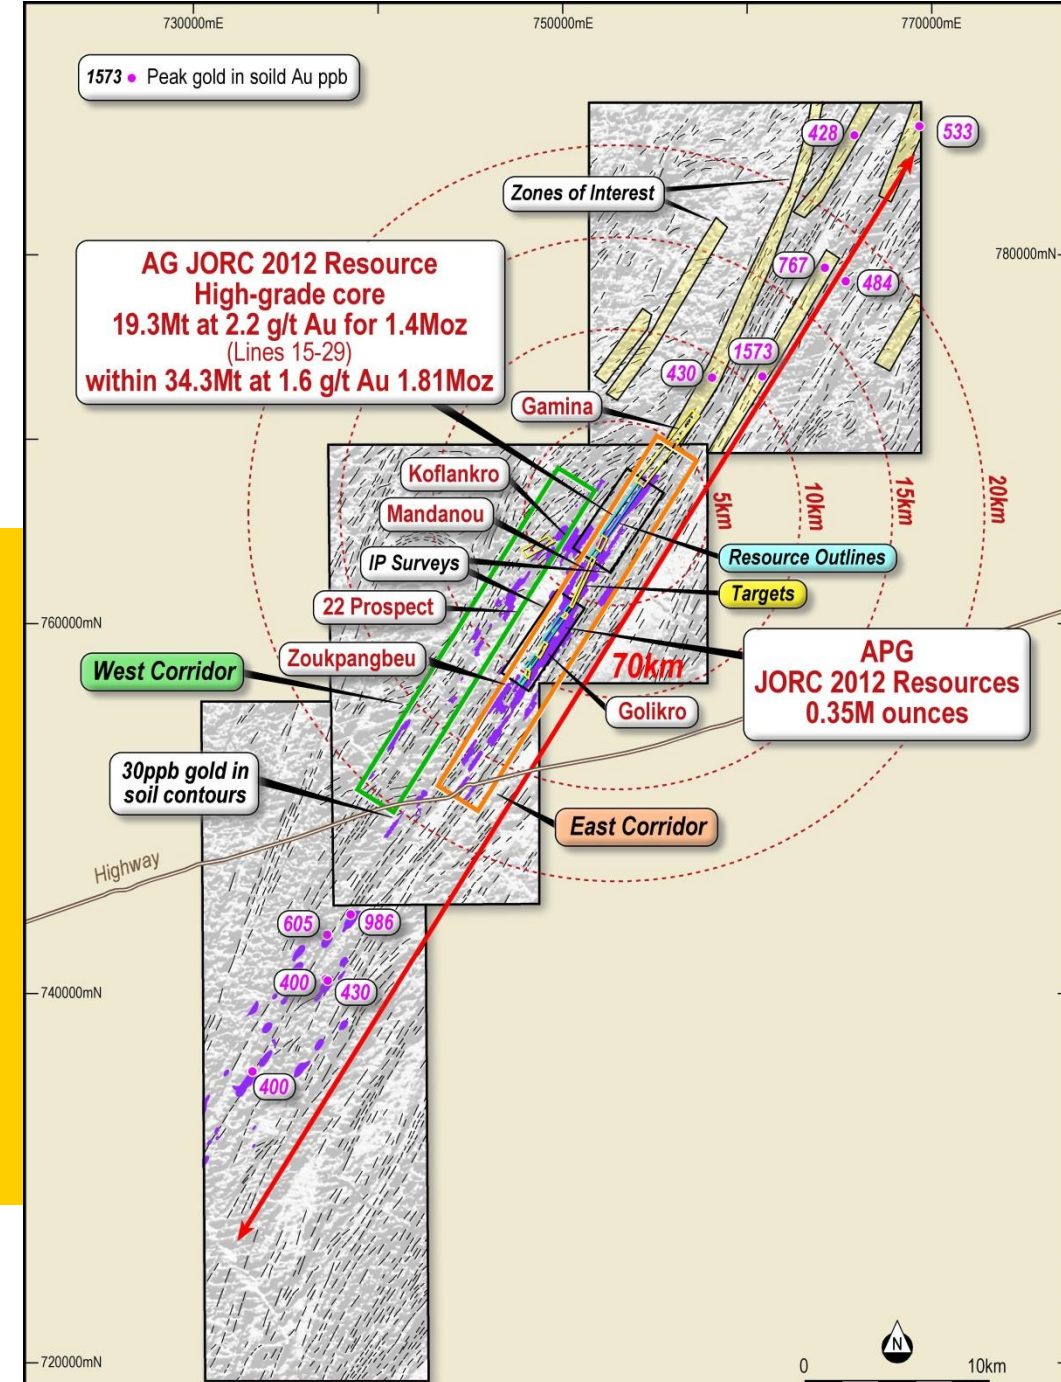 730000mE
750000mE
770000mE
1573 Peak gold in soild Au ppb
428
533
Zones of Interest
780000mN
AG JORC 2012 Resource
High-grade core
19.3Mt at 2.2 g/t Au for 1.4Moz
(Lines 15-29)
within 34.3Mt at 1.6 g/t Au 1.81Moz
767
484
1573
430
Gamina
Koflankro
Mandanou
IP Surveys
22 Prospect
Zoukpangbeu
5km
10km
15km
20km
Resource Outlines
Targets
760000mN
West Corridor
70km
APG
JORC 2012 Resources
0.35M ounces
Golikro
30ppb gold in
soil contours
East Corridor
Highway
605
986
400
430
740000mN
400
N
720000mN
0
10km